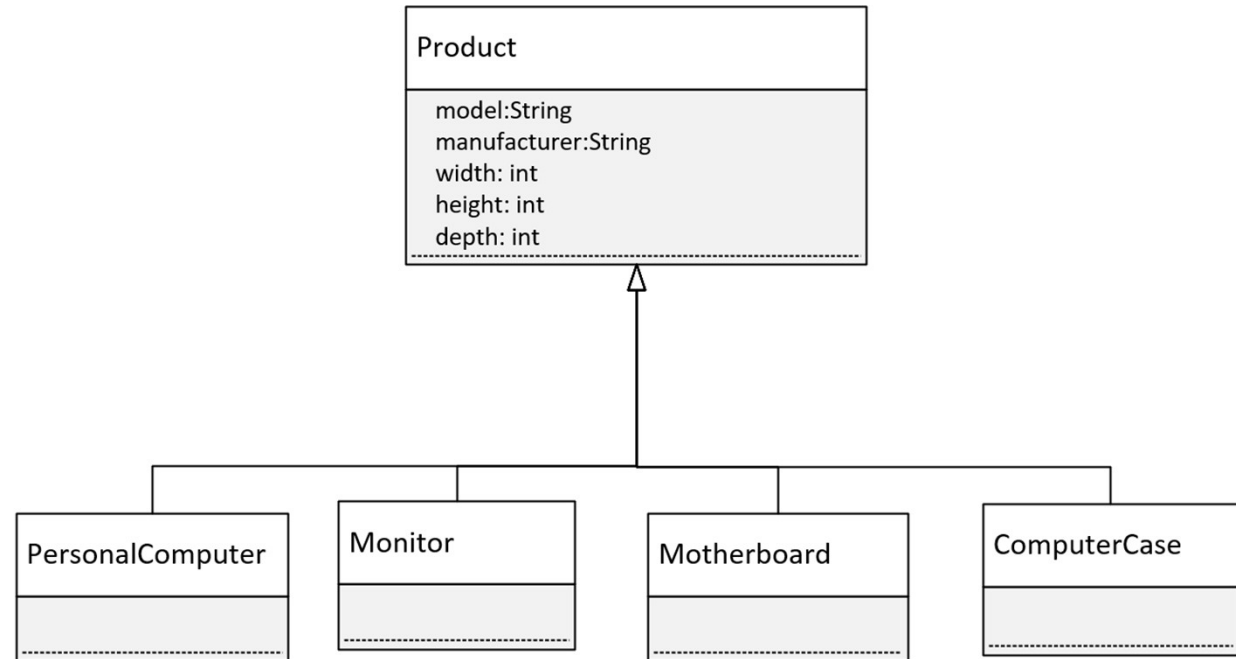 Product
model:String
manufacturer:String
width: int
height: int
depth: int
PersonalComputer
Monitor
Motherboard
ComputerCase